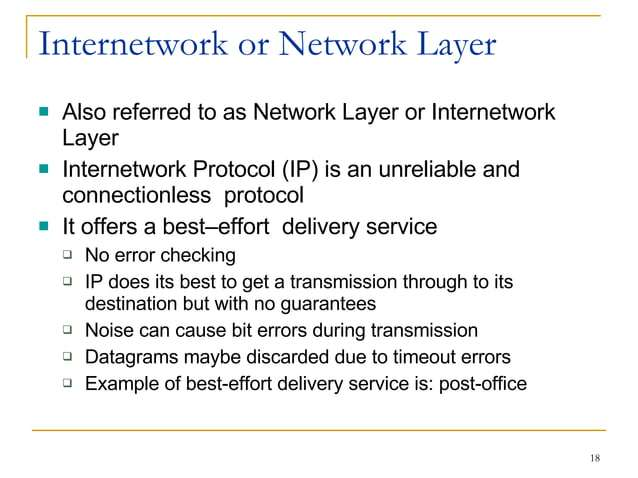 Internetwork or Network Layer
Also referred to as Network Layer or Internetwork
Layer
Internetwork Protocol (IP) is an unreliable and
connectionless protocol
It offers a best–effort delivery service
No error checking
IP does its best to get a transmission through to its
destination but with no guarantees
Noise can cause bit errors during transmission
Datagrams maybe discarded due to timeout errors
Example of best-effort delivery service is: post-office
18